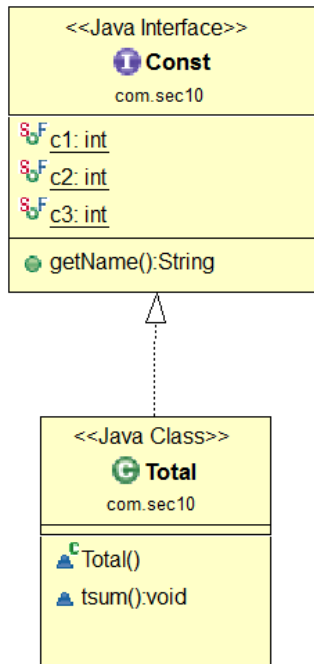 <<Java Interface>>
I Const
com.sec10
S F c1: int
S F c2: int
S F c3: int
getName():String
<<Java Class>>
C Total
com.sec10
C Total()
tsum():void